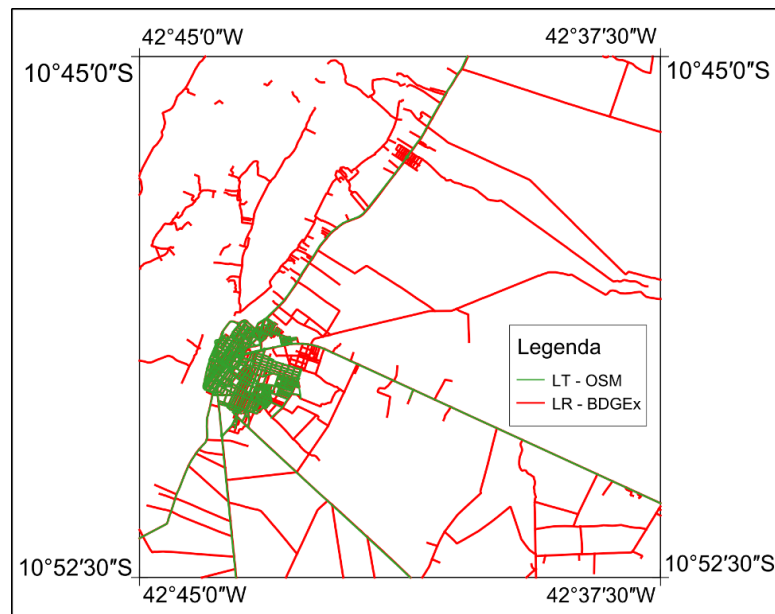 42°45′0″W 42°37′30″W
10°45′0″S 10°45′0″S
Legenda
LT - OSM
LR - BDGEx
10°52′30″S 10°52′30″S
42°45′0″W 42°37′30″W